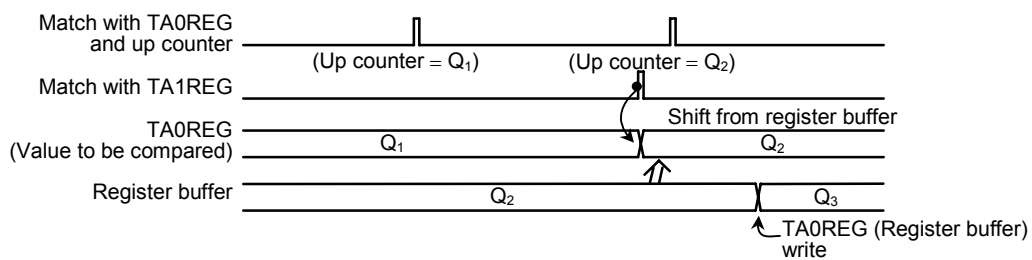 Match with TA0REG
and up counter
(Up counter = Q₁) (Up counter = Q₂)
Match with TA1REG
Shift from register buffer
TA0REG
(Value to be compared)
Q₁ Q₂
Register buffer
Q₂ Q₃
TA0REG (Register buffer)
write